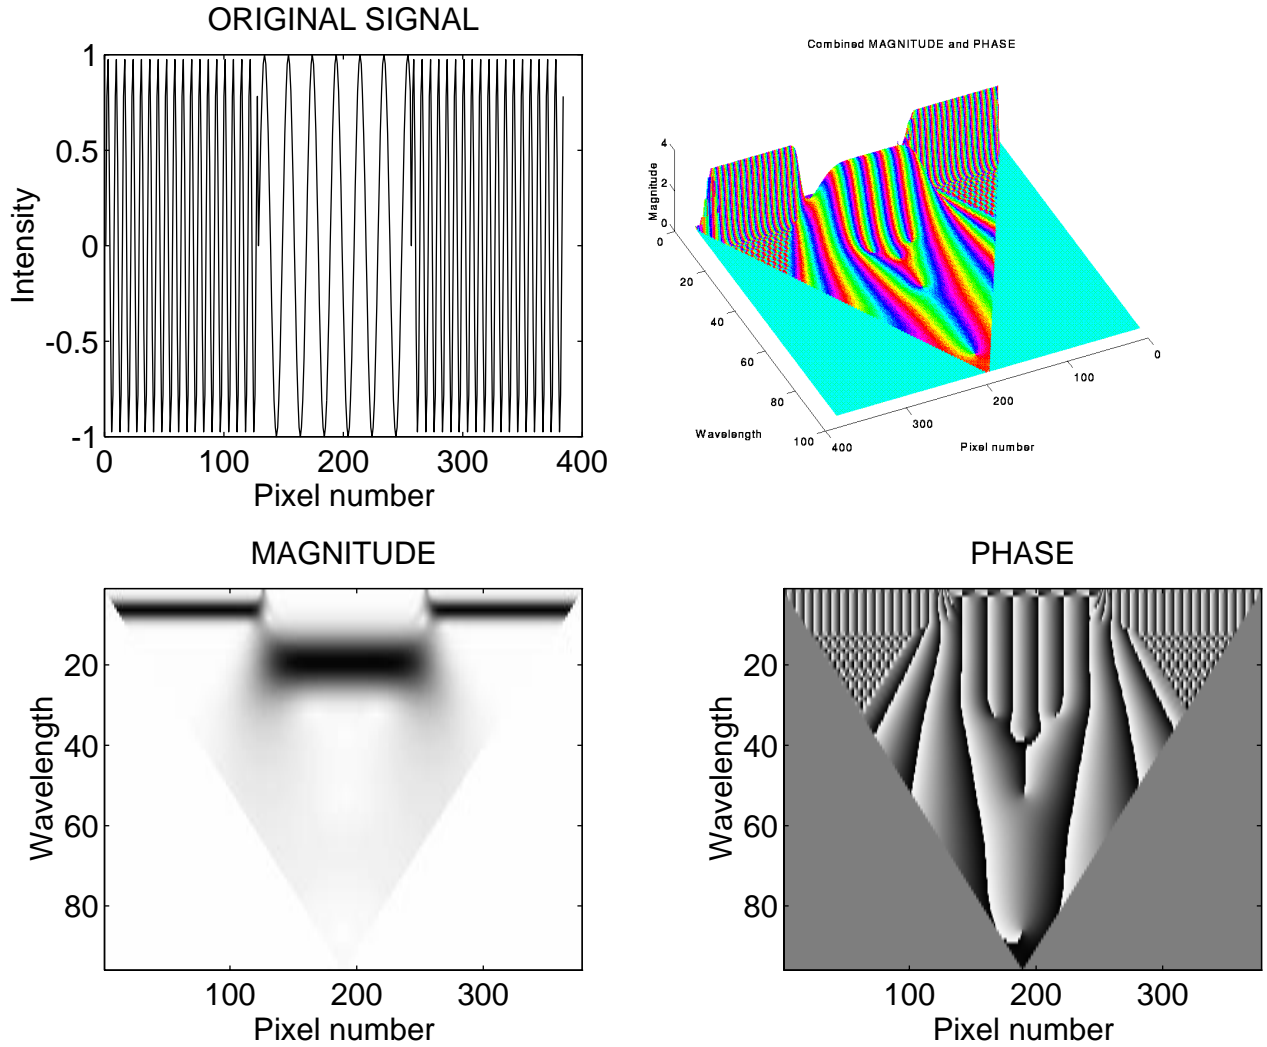 ORIGINAL SIGNAL
1
0.5
0
-0.5
-1
Intensity
0 100 200 300 400
Pixel number
Combined MAGNITUDE and PHASE
4
2
0
Magnitude
0
20
40
60
80
100
Wavelength
400
300
200
100
0
Pixel number
MAGNITUDE
20
40
60
80
Wavelength
100 200 300
Pixel number
PHASE
20
40
60
80
Wavelength
100 200 300
Pixel number